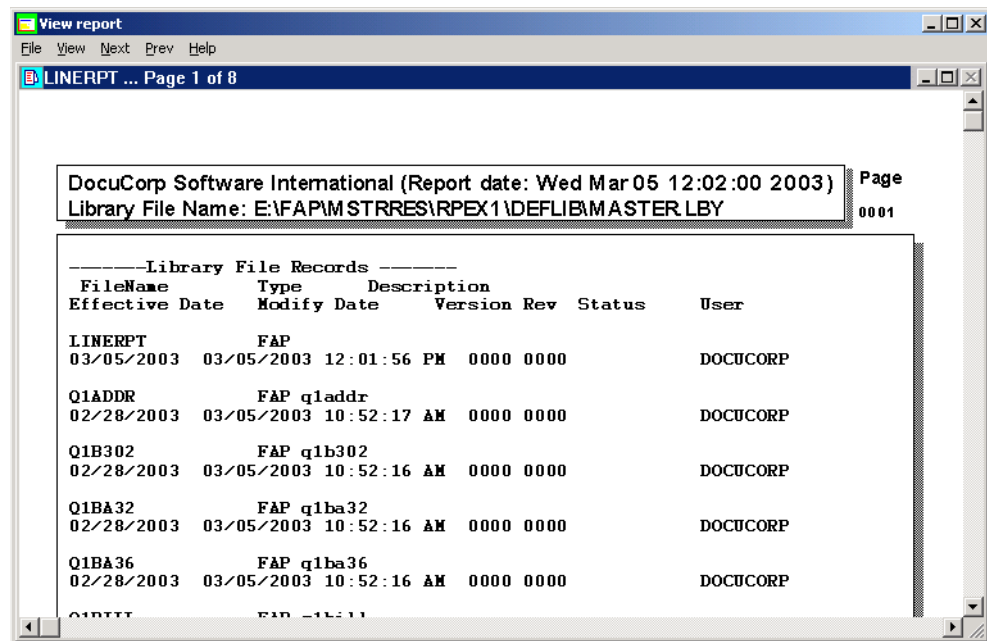 View report
File View Next Prev Help
LINERPT ... Page 1 of 8
DocuCorp Software International (Report date: Wed Mar 05 12:02:00 2003)
Library File Name: E:\FAP\MSTRRES\RPEX1\DEFLIB\MASTER.LBY
Page
0001
-------Library File Records -------
FileName Type Description
Effective Date Modify Date Version Rev Status User
LINERPT FAP
03/05/2003 03/05/2003 12:01:56 PM 0000 0000 DOCUCORP
Q1ADDR FAP q1addr
02/28/2003 03/05/2003 10:52:17 AM 0000 0000 DOCUCORP
Q1B302 FAP q1b302
02/28/2003 03/05/2003 10:52:16 AM 0000 0000 DOCUCORP
Q1BA32 FAP q1ba32
02/28/2003 03/05/2003 10:52:16 AM 0000 0000 DOCUCORP
Q1BA36 FAP q1ba36
02/28/2003 03/05/2003 10:52:16 AM 0000 0000 DOCUCORP
FAP